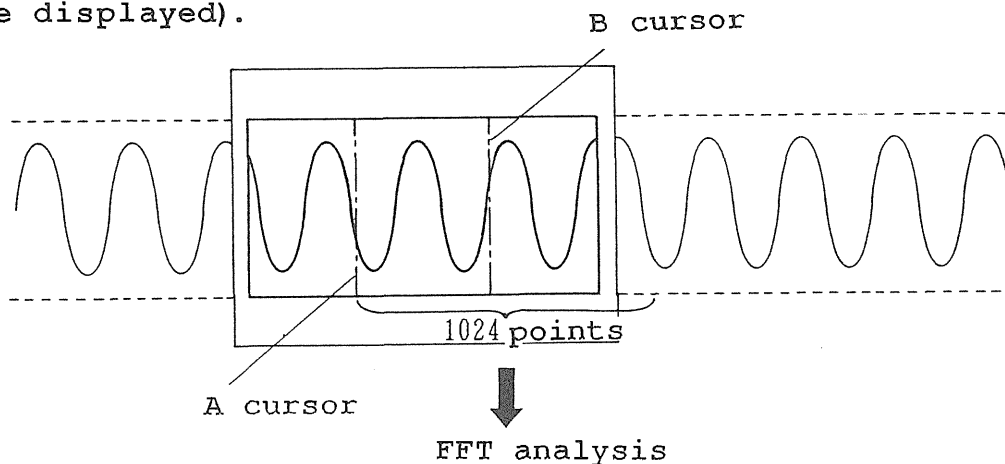 e displayed).
B cursor
1024 points
A cursor
FFT analysis